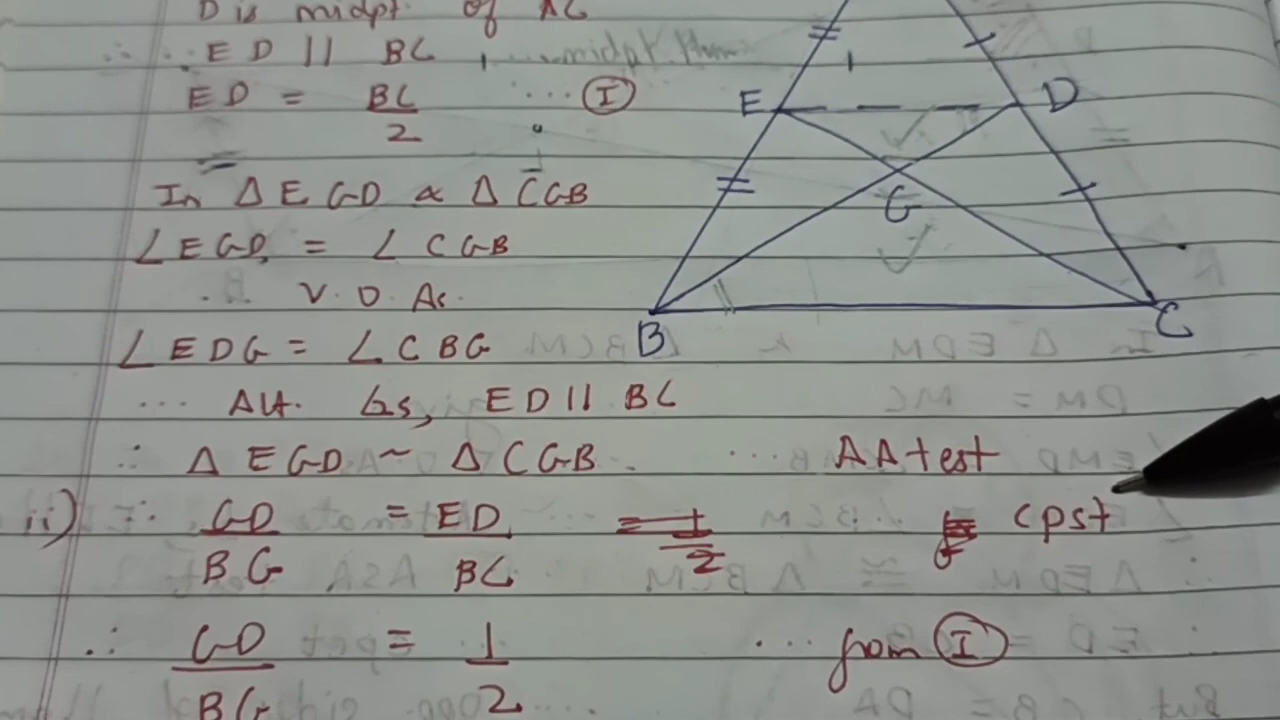 D is midpt. of AC
∴ ED || BC, ...midpt. thm
ED = BC/2 ... (I)
In Δ EGD & Δ CGB
∠EGD = ∠CGB
V.O.As.
∠EDG = ∠CBG
... Alt. ∠s, ED || BC
∴ Δ EGD ~ Δ CGB ... AA test
ii) ∵ GD/BG = ED/BC cpst
∴ GD/BG = 1/2 ... from (I)
E
D
G
B
C